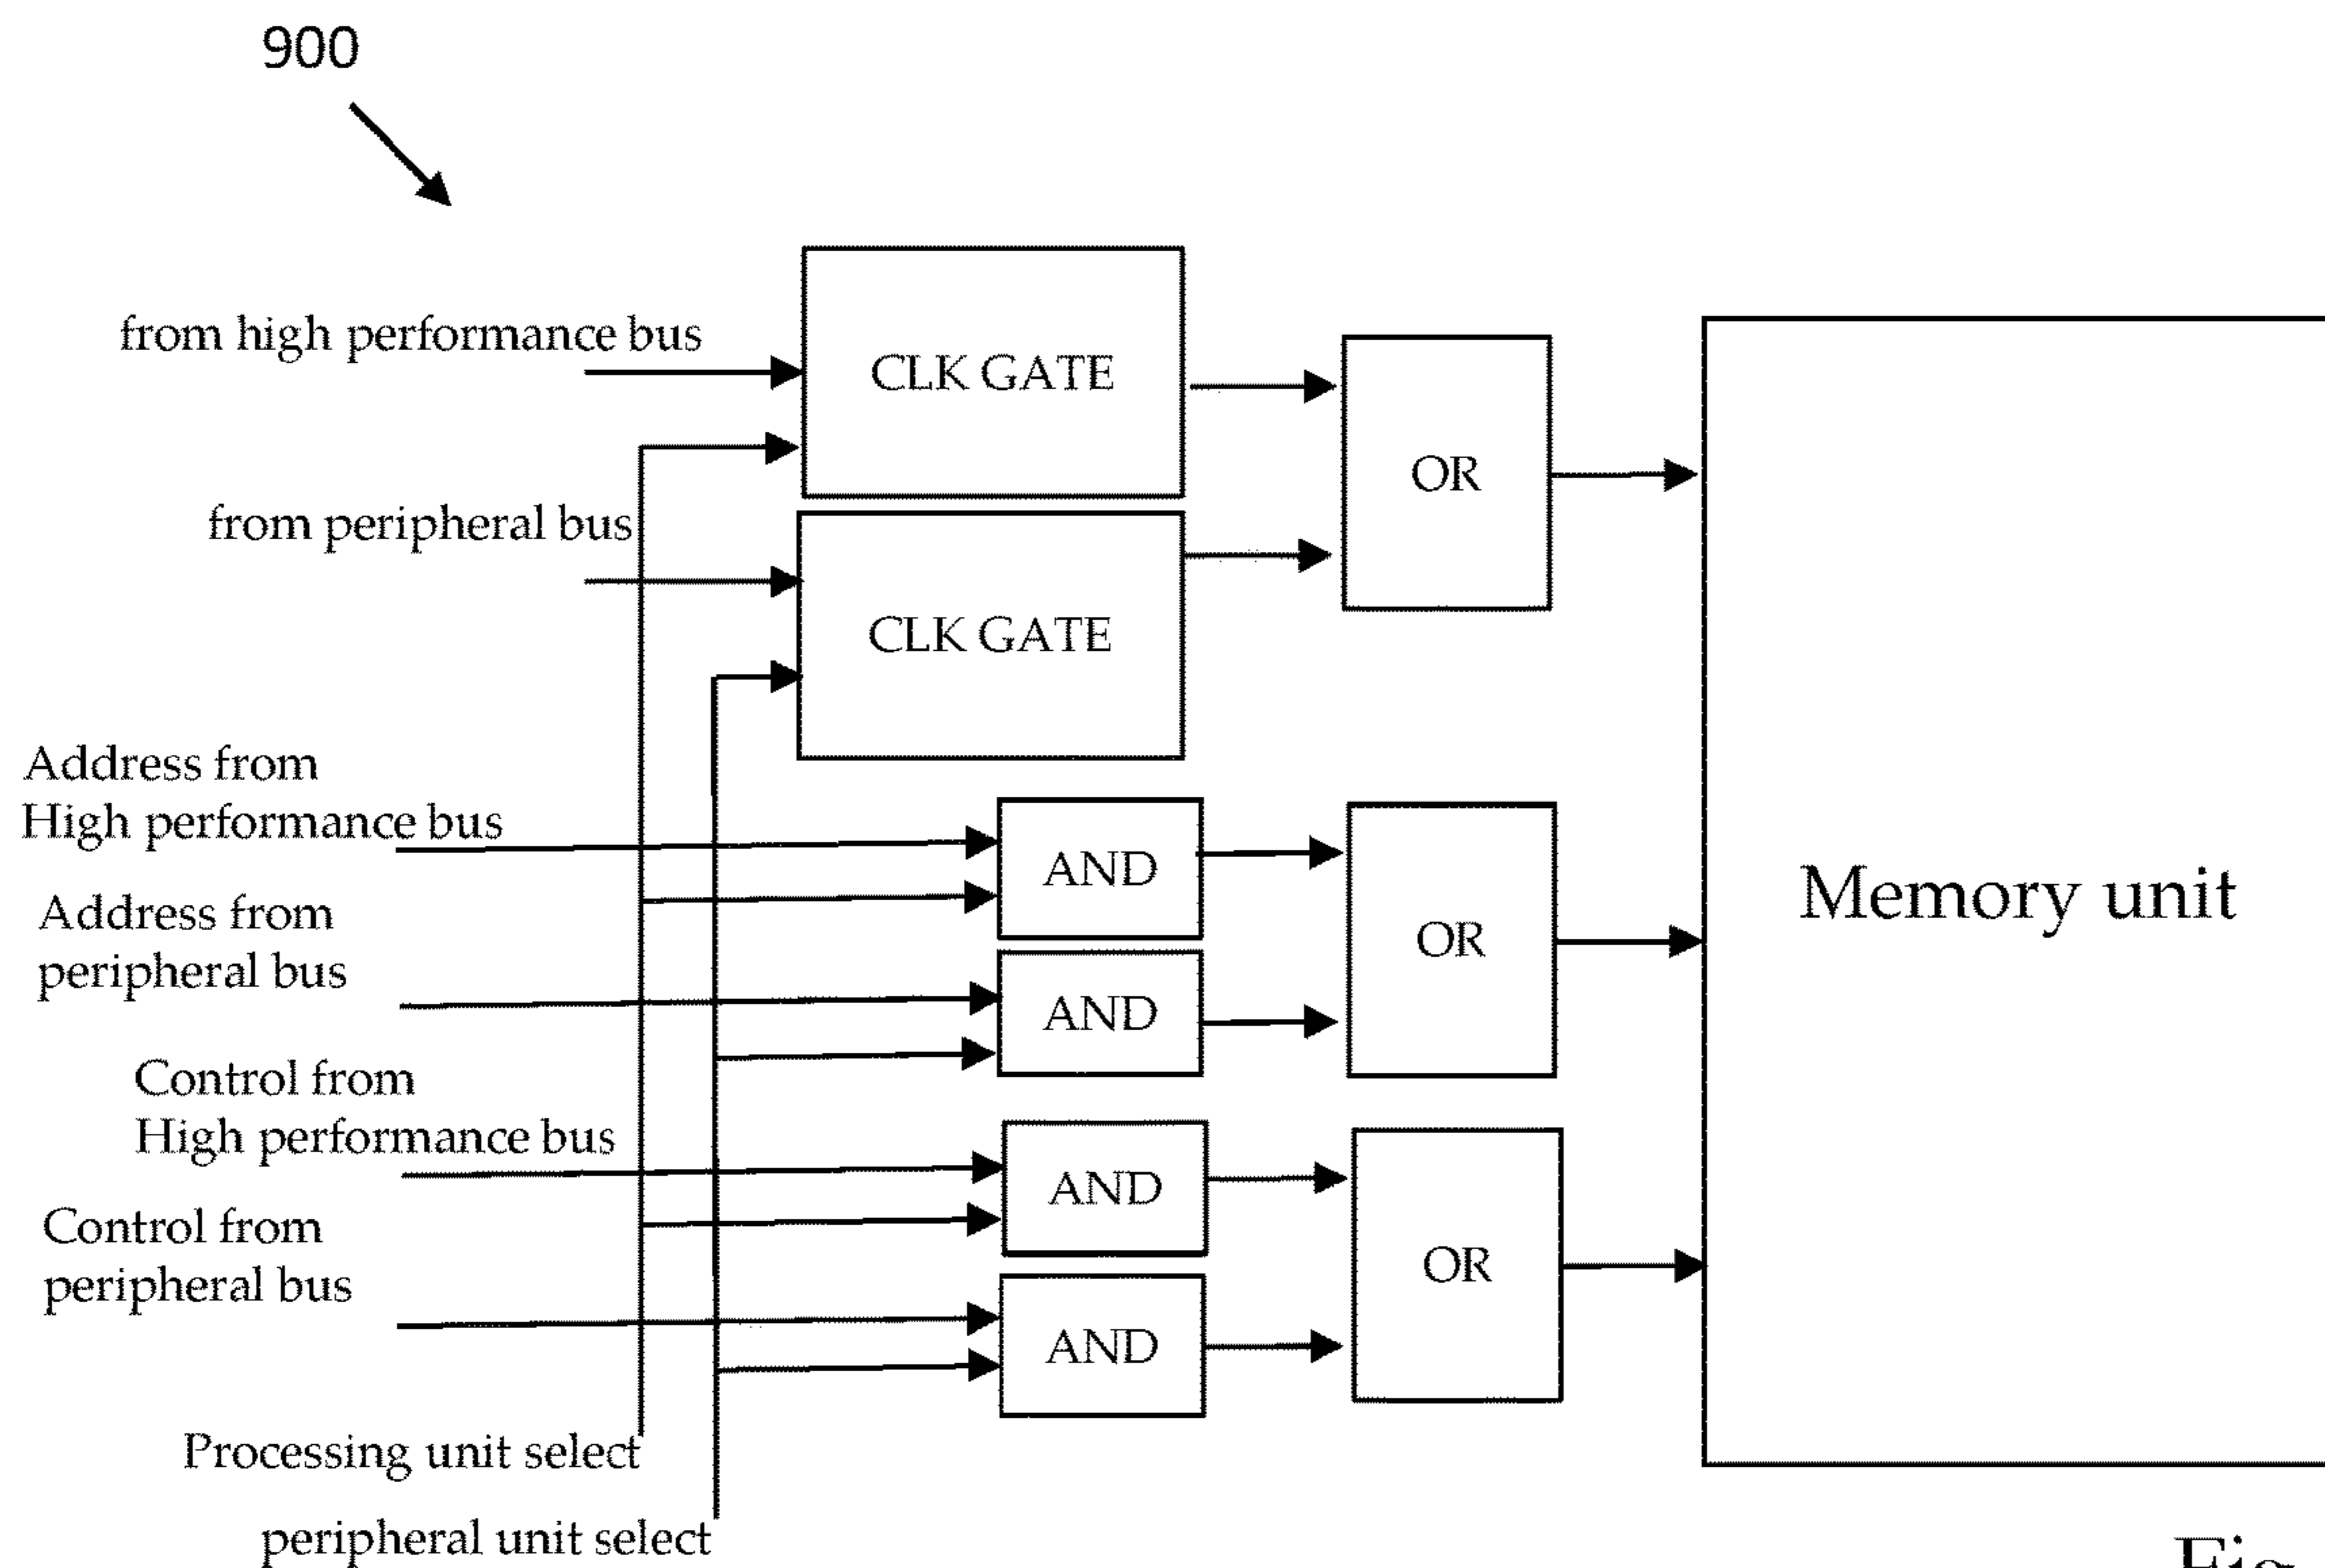 900
from high performance bus
CLK GATE
OR
from peripheral bus
CLK GATE
Address from
High performance bus
AND
Address from
peripheral bus
AND
OR
Memory unit
Control from
High performance bus
AND
Control from
peripheral bus
AND
OR
Processing unit select
peripheral unit select
Fig